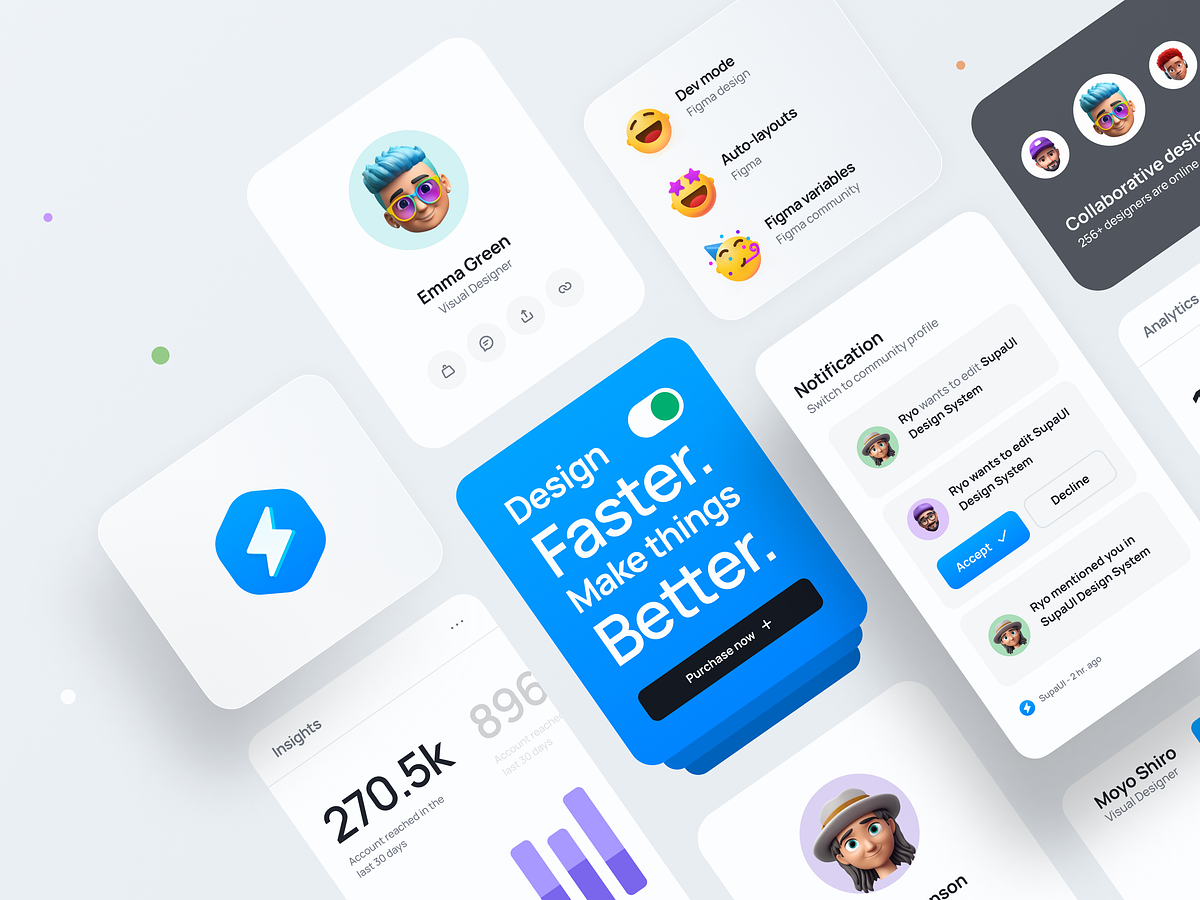 Emma Green
Visual Designer
Dev mode
Figma design
Auto-layouts
Figma
Figma variables
Figma community
Collaborative
256+ designers are online
Notification
Switch to community profile
Ryo wants to edit SupaUI
Design System
Ryo wants to edit SupaUI
Design System
Accept
Decline
Ryo mentioned you in
SupaUI Design System
SupaUI - 2 hr. ago
Analytics
Design
Faster.
Make things
Better.
Purchase now
Insights
270.5k
Account reached in the
last 30 days
896
Account reached
last 30 days
nson
Moyo Shiro
Visual Designer